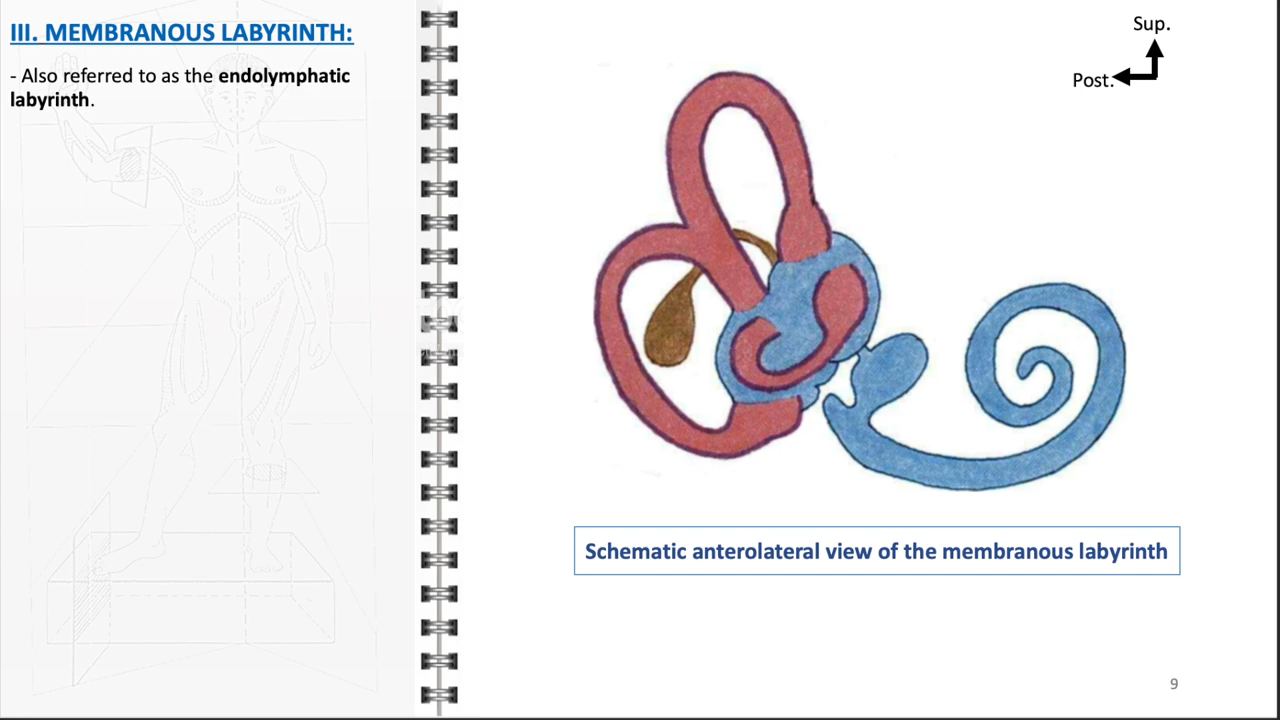 III. MEMBRANOUS LABYRINTH:
- Also referred to as the endolymphatic
labyrinth.
Sup.
Post.
Schematic anterolateral view of the membranous labyrinth
9